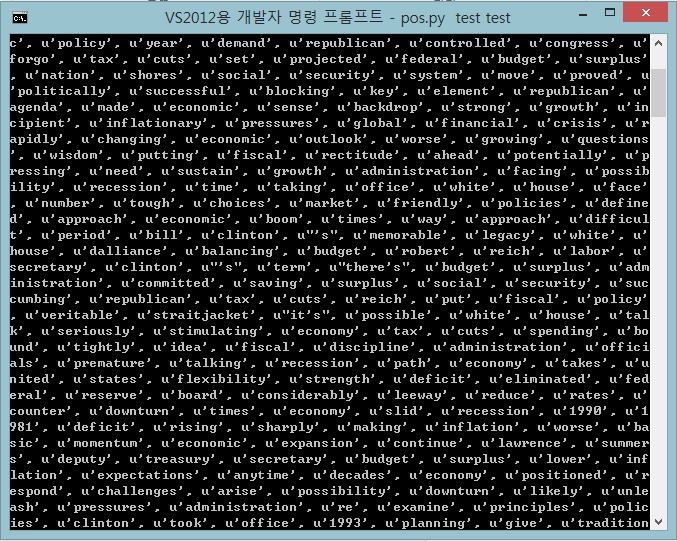 VS2012용 개발자 명령 프롬프트 - pos.py  test test
c', u'policy', u'year', u'demand', u'republican', u'controlled', u'congress', u'
forgo', u'tax', u'cuts', u'set', u'projected', u'federal', u'budget', u'surplus'
, u'nation', u'shores', u'social', u'security', u'system', u'move', u'proved', u
'politically', u'successful', u'blocking', u'key', u'element', u'republican', u'
agenda', u'made', u'economic', u'sense', u'backdrop', u'strong', u'growth', u'in
cipient', u'inflationary', u'pressures', u'global', u'financial', u'crisis', u'r
apidly', u'changing', u'economic', u'outlook', u'worse', u'growing', u'questions
', u'wisdom', u'putting', u'fiscal', u'rectitude', u'ahead', u'potentially', u'p
ressing', u'need', u'sustain', u'growth', u'administration', u'facing', u'possib
ility', u'recession', u'time', u'taking', u'office', u'white', u'house', u'face'
, u'number', u'tough', u'choices', u'market', u'friendly', u'policies', u'define
d', u'approach', u'economic', u'boom', u'times', u'way', u'approach', u'difficul
t', u'period', u'bill', u'clinton', u"'s", u'memorable', u'legacy', u'white', u'
house', u'dalliance', u'balancing', u'budget', u'robert', u'reich', u'labor', u'
secretary', u'clinton', u"'s", u'term', u"there's", u'budget', u'surplus', u'adm
inistration', u'committed', u'saving', u'surplus', u'social', u'security', u'suc
cumbing', u'republican', u'tax', u'cuts', u'reich', u'put', u'fiscal', u'policy'
, u'veritable', u'straitjacket', u"it's", u'possible', u'white', u'house', u'tal
k', u'seriously', u'stimulating', u'economy', u'tax', u'cuts', u'spending', u'bo
und', u'tightly', u'idea', u'fiscal', u'discipline', u'administration', u'offici
als', u'premature', u'talking', u'recession', u'path', u'economy', u'takes', u'u
nited', u'states', u'flexibility', u'strength', u'deficit', u'eliminated', u'fed
eral', u'reserve', u'board', u'considerably', u'leeway', u'reduce', u'rates', u'
counter', u'downturn', u'times', u'economy', u'slid', u'recession', u'1990', u'1
981', u'deficit', u'rising', u'sharply', u'making', u'inflation', u'worse', u'ba
sic', u'momentum', u'economic', u'expansion', u'continue', u'lawrence', u'summer
s', u'deputy', u'treasury', u'secretary', u'budget', u'surplus', u'lower', u'inf
lation', u'expectations', u'anytime', u'decades', u'economy', u'positioned', u'r
espond', u'challenges', u'arise', u'possibility', u'downturn', u'likely', u'unle
ash', u'pressures', u'administration', u're', u'examine', u'principles', u'polic
ies', u'clinton', u'took', u'office', u'1993', u'planning', u'give', u'tradition